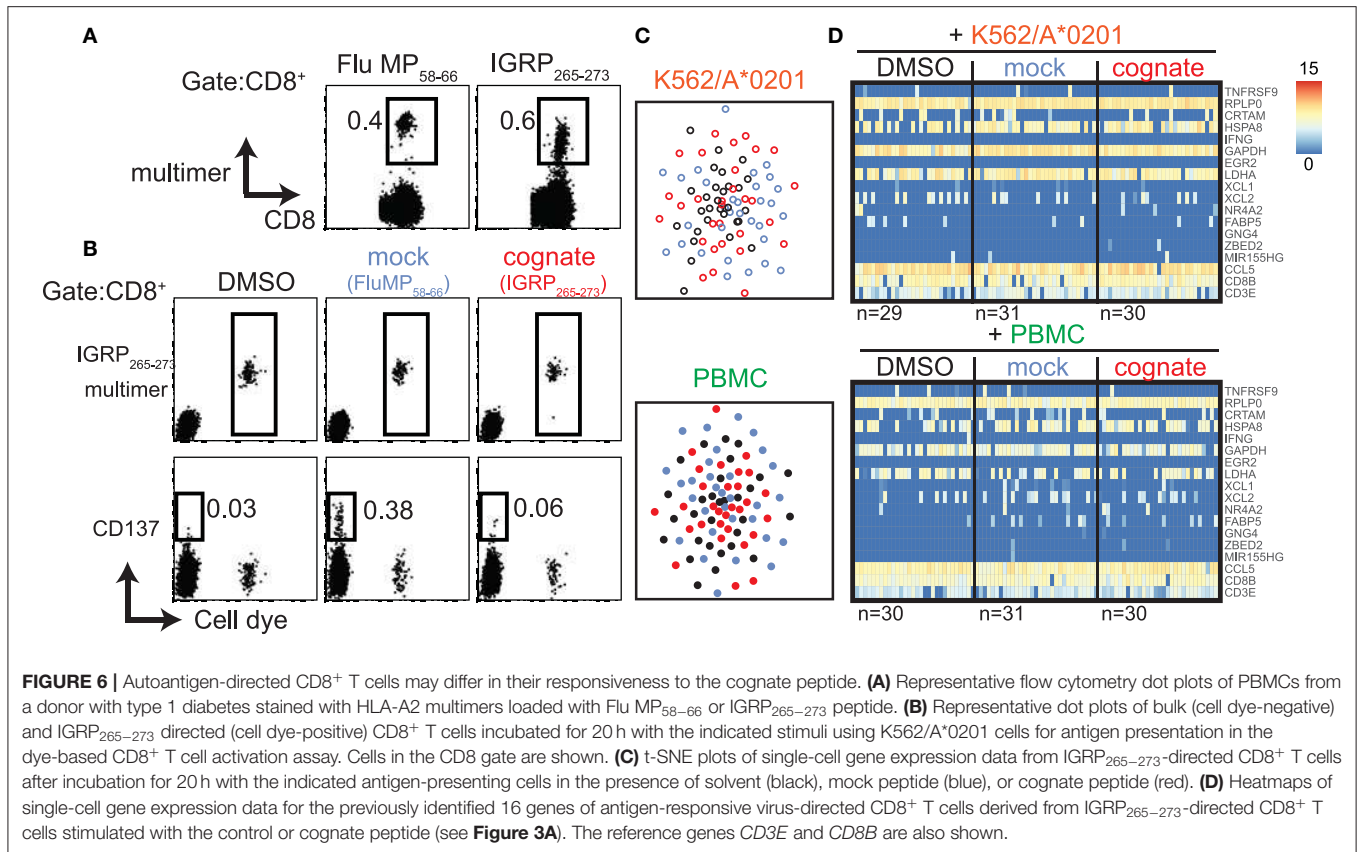 A
Gate:CD8+
Flu MP58-66
IGRP265-273
0.4
0.6
multimer
CD8
B
Gate:CD8+
DMSO
mock
(FluMP58-66)
cognate
(IGRP265-273)
IGRP265-273
multimer
CD137
0.03
0.38
0.06
Cell dye
C
K562/A*0201
PBMC
D
+ K562/A*0201
DMSO
mock
cognate
15
0
TNFRSF9
RPLP0
CRTAM
HSPA8
IFNG
GAPDH
EGR2
LDHA
XCL1
XCL2
NR4A2
FABP5
GNG4
ZBED2
MIR155HG
CCL5
CD8B
CD3E
n=29
n=31
n=30
+ PBMC
DMSO
mock
cognate
TNFRSF9
RPLP0
CRTAM
HSPA8
IFNG
GAPDH
EGR2
LDHA
XCL1
XCL2
NR4A2
FABP5
GNG4
ZBED2
MIR155HG
CCL5
CD8B
CD3E
n=30
n=31
n=30
FIGURE 6 | Autoantigen-directed CD8+ T cells may differ in their responsiveness to the cognate peptide. (A) Representative flow cytometry dot plots of PBMCs from
a donor with type 1 diabetes stained with HLA-A2 multimers loaded with Flu MP58–66 or IGRP265–273 peptide. (B) Representative dot plots of bulk (cell dye-negative)
and IGRP265–273 directed (cell dye-positive) CD8+ T cells incubated for 20 h with the indicated stimuli using K562/A*0201 cells for antigen presentation in the
dye-based CD8+ T cell activation assay. Cells in the CD8 gate are shown. (C) t-SNE plots of single-cell gene expression data from IGRP265–273-directed CD8+ T cells
after incubation for 20 h with the indicated antigen-presenting cells in the presence of solvent (black), mock peptide (blue), or cognate peptide (red). (D) Heatmaps of
single-cell gene expression data for the previously identified 16 genes of antigen-responsive virus-directed CD8+ T cells derived from IGRP265–273-directed CD8+ T
cells stimulated with the control or cognate peptide (see Figure 3A). The reference genes CD3E and CD8B are also shown.